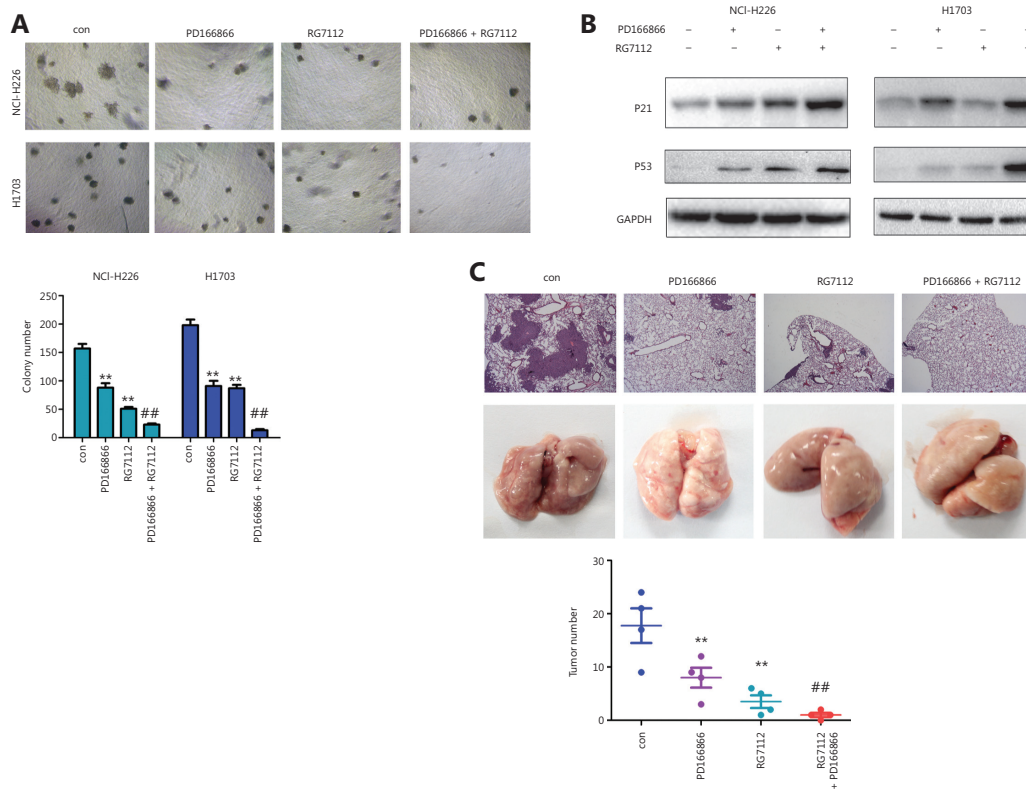 A
con
PD166866
RG7112
PD166866 + RG7112
NCI-H226
H1703
NCI-H226
H1703
Colony number
250
200
150
100
50
0
**
**
##
**
**
##
con
PD166866
RG7112
PD166866 + RG7112
con
PD166866
RG7112
PD166866 + RG7112
B
NCI-H226
H1703
PD166866 – + – + – + –
RG7112 – – + + – – +
P21
P53
GAPDH
C
con
PD166866
RG7112
PD166866 + RG7112
Tumor number
30
20
10
0
**
**
##
con
PD166866
RG7112
RG7112
+ PD166866